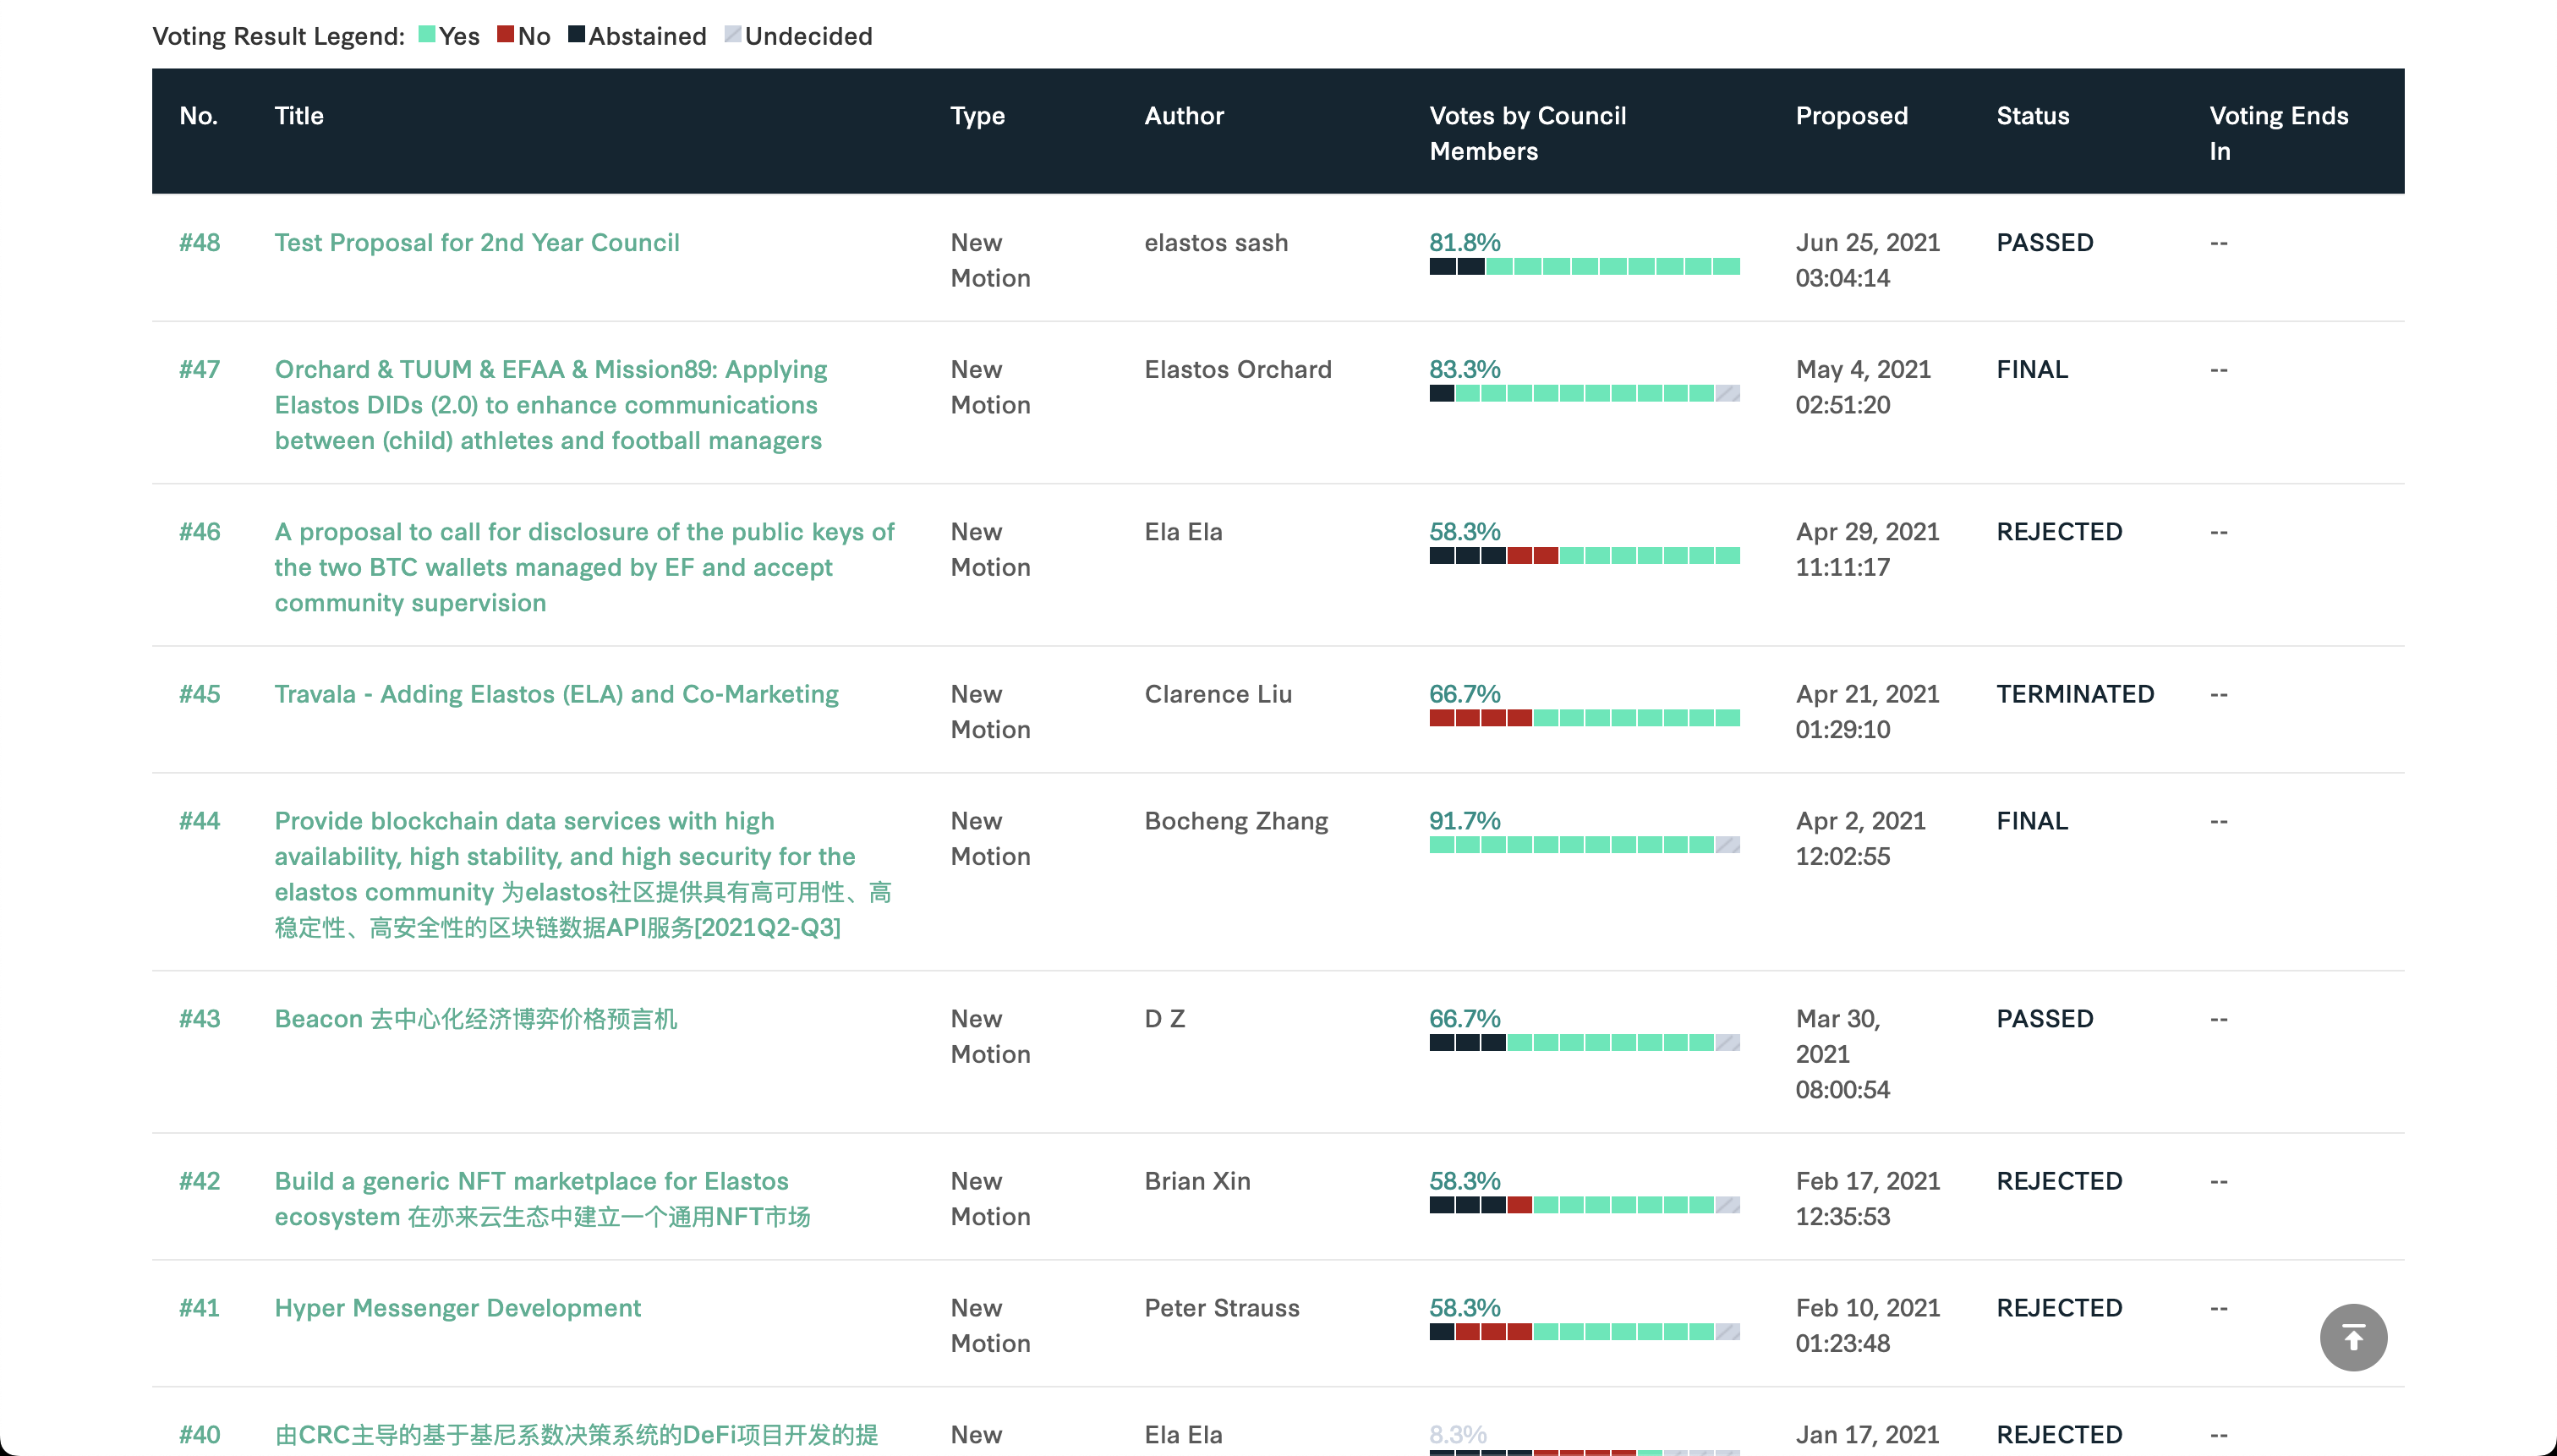 Voting Result Legend: Yes No Abstained Undecided
No. Title Type Author Votes by Council Proposed Status Voting Ends
Members In
#48 Test Proposal for 2nd Year Council New elastos sash 81.8% Jun 25, 2021 PASSED --
Motion 03:04:14
#47 Orchard & TUUM & EFAA & Mission89: Applying New Elastos Orchard 83.3% May 4, 2021 FINAL --
Elastos DIDs (2.0) to enhance communications Motion 02:51:20
between (child) athletes and football managers
#46 A proposal to call for disclosure of the public keys of New Ela Ela 58.3% Apr 29, 2021 REJECTED --
the two BTC wallets managed by EF and accept Motion 11:11:17
community supervision
#45 Travala - Adding Elastos (ELA) and Co-Marketing New Clarence Liu 66.7% Apr 21, 2021 TERMINATED --
Motion 01:29:10
#44 Provide blockchain data services with high New Bocheng Zhang 91.7% Apr 2, 2021 FINAL --
availability, high stability, and high security for the Motion 12:02:55
elastos community 为elastos社区提供具有高可用性、高
稳定性、高安全性的区块链数据API服务[2021Q2-Q3]
#43 Beacon 去中心化经济博弈价格预言机 New D Z 66.7% Mar 30, PASSED --
Motion 2021
08:00:54
#42 Build a generic NFT marketplace for Elastos New Brian Xin 58.3% Feb 17, 2021 REJECTED --
ecosystem 在亦来云生态中建立一个通用NFT市场 Motion 12:35:53
#41 Hyper Messenger Development New Peter Strauss 58.3% Feb 10, 2021 REJECTED --
Motion 01:23:48
#40 由CRC主导的基于基尼系数决策系统的DeFi项目开发的提 New Ela Ela 8.3% Jan 17, 2021 REJECTED --